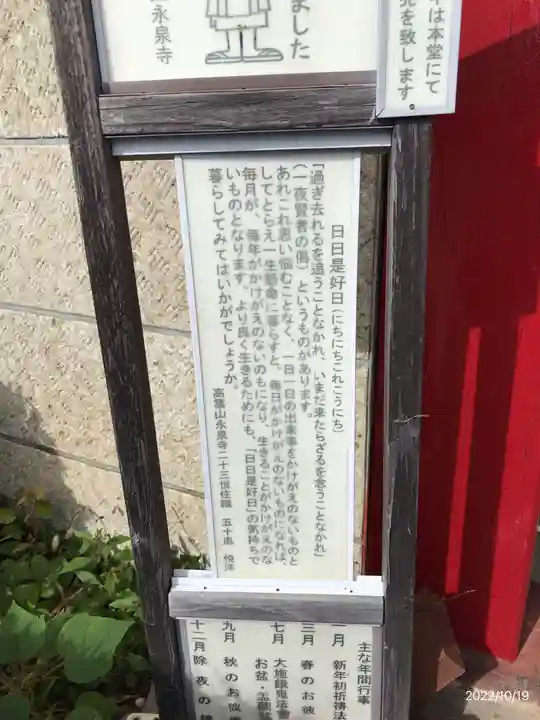 ました
永泉寺
は本堂にて
を致します
日日是好日(にちにちこれこうにち)
「過ぎ去れるを追うことなかれ、いまだ来たらざるを念うことなかれ」
(一夜賢者の偈)というものがあります。
あれこれ思い悩むことなく、一日一日の出来事をかけがえのないものと
してとらえ一生懸命に暮らすと、毎日がかけがえのないものになれば、
毎月が、毎年がかけがえのないのもになり、生きることがかけがえのな
いものとなります。より良く生きるためにも、「日日是好日」の気持ちで
暮らしてみてはいかがでしょうか。
永泉寺二十三世住職 五十嵐
主な年間行事
一月 新年初祈祷法
三月 春のお彼
七月 大施餓鬼法会
お盆・盂蘭
九月 秋のお彼
十二月 除夜の
2022/10/19